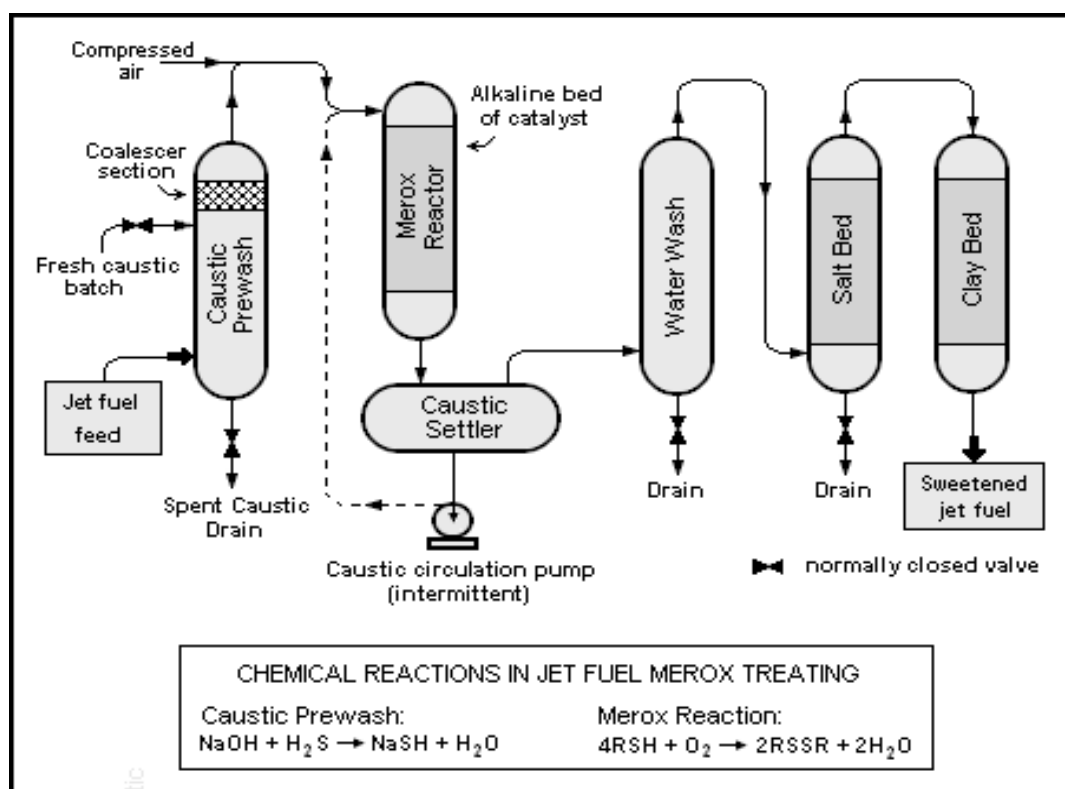 Compressed
air
Alkaline bed
of catalyst
Coalescer
section
Merox
Reactor
Fresh caustic
batch
Caustic
Prewash
Water Wash
Salt Bed
Clay Bed
Jet fuel
feed
Caustic
Settler
Spent Caustic
Drain
Drain
Drain
Sweetened
jet fuel
Caustic circulation pump
(intermittent)
normally closed valve
CHEMICAL REACTIONS IN JET FUEL MEROX TREATING
Caustic Prewash:
NaOH + H₂S → NaSH + H₂O
Merox Reaction:
4RSH + O₂ → 2RSSR + 2H₂O